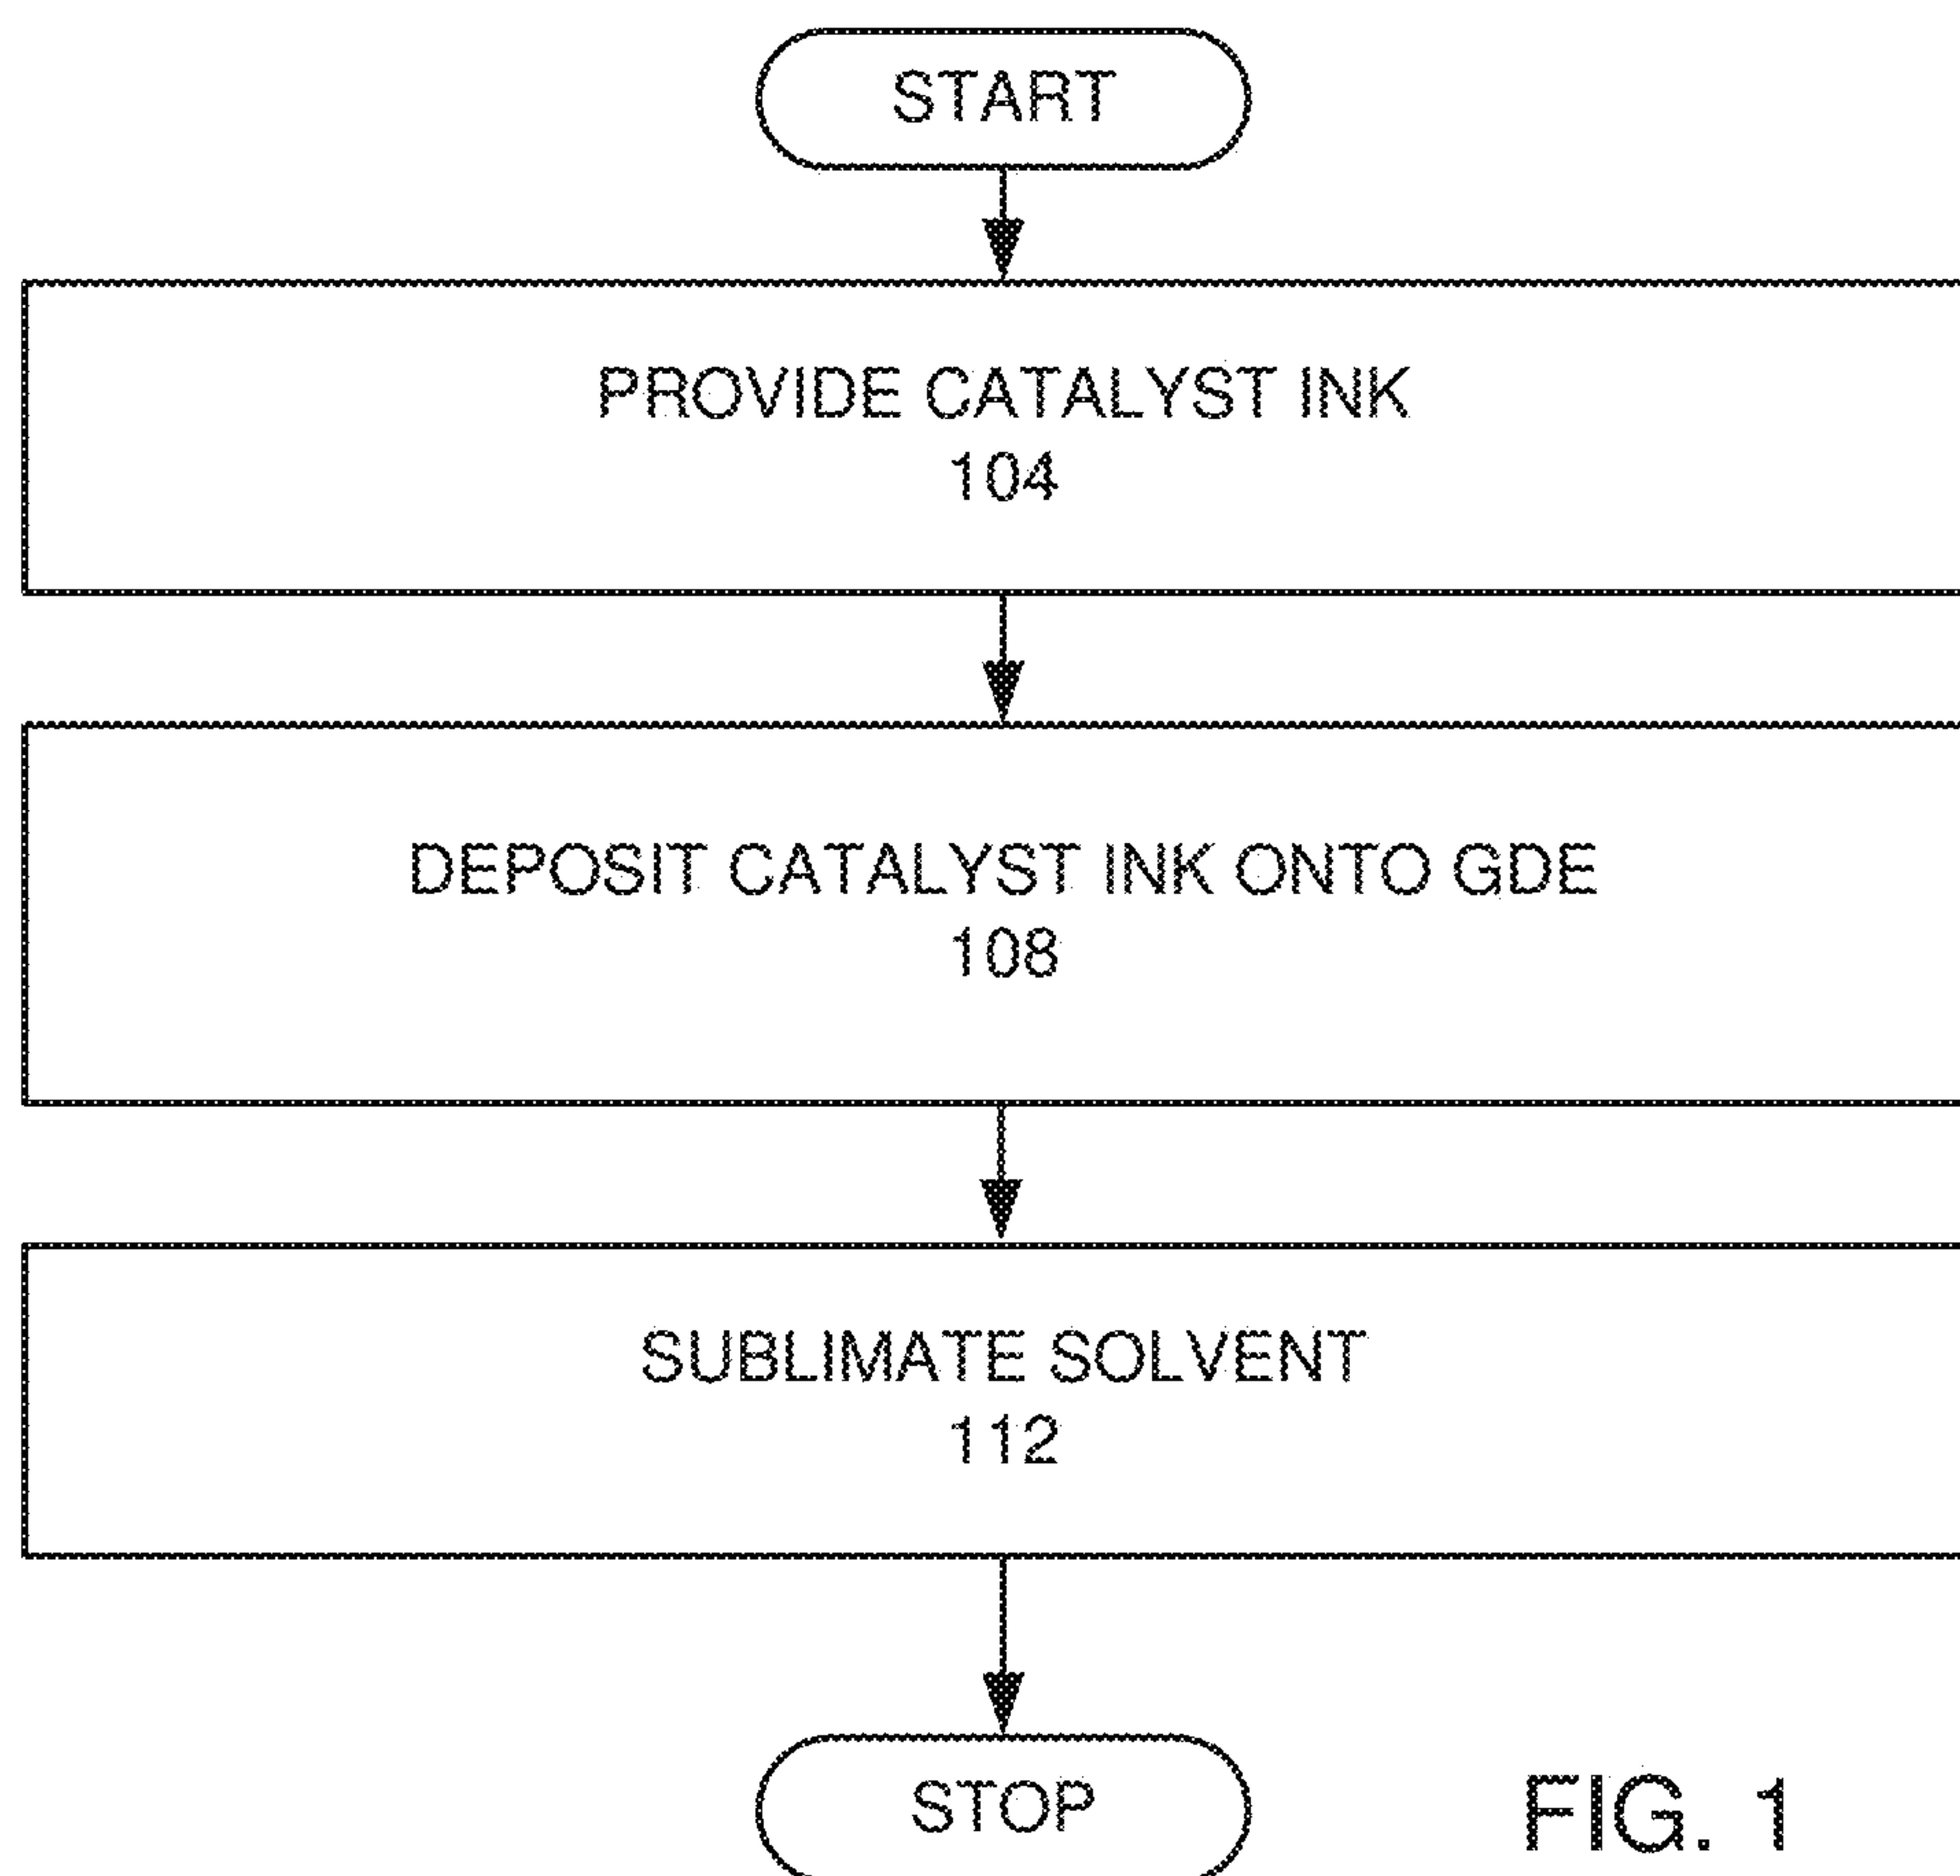 START
PROVIDE CATALYST INK
104
DEPOSIT CATALYST INK ONTO GDE
108
SUBLIMATE SOLVENT
112
STOP
FIG. 1